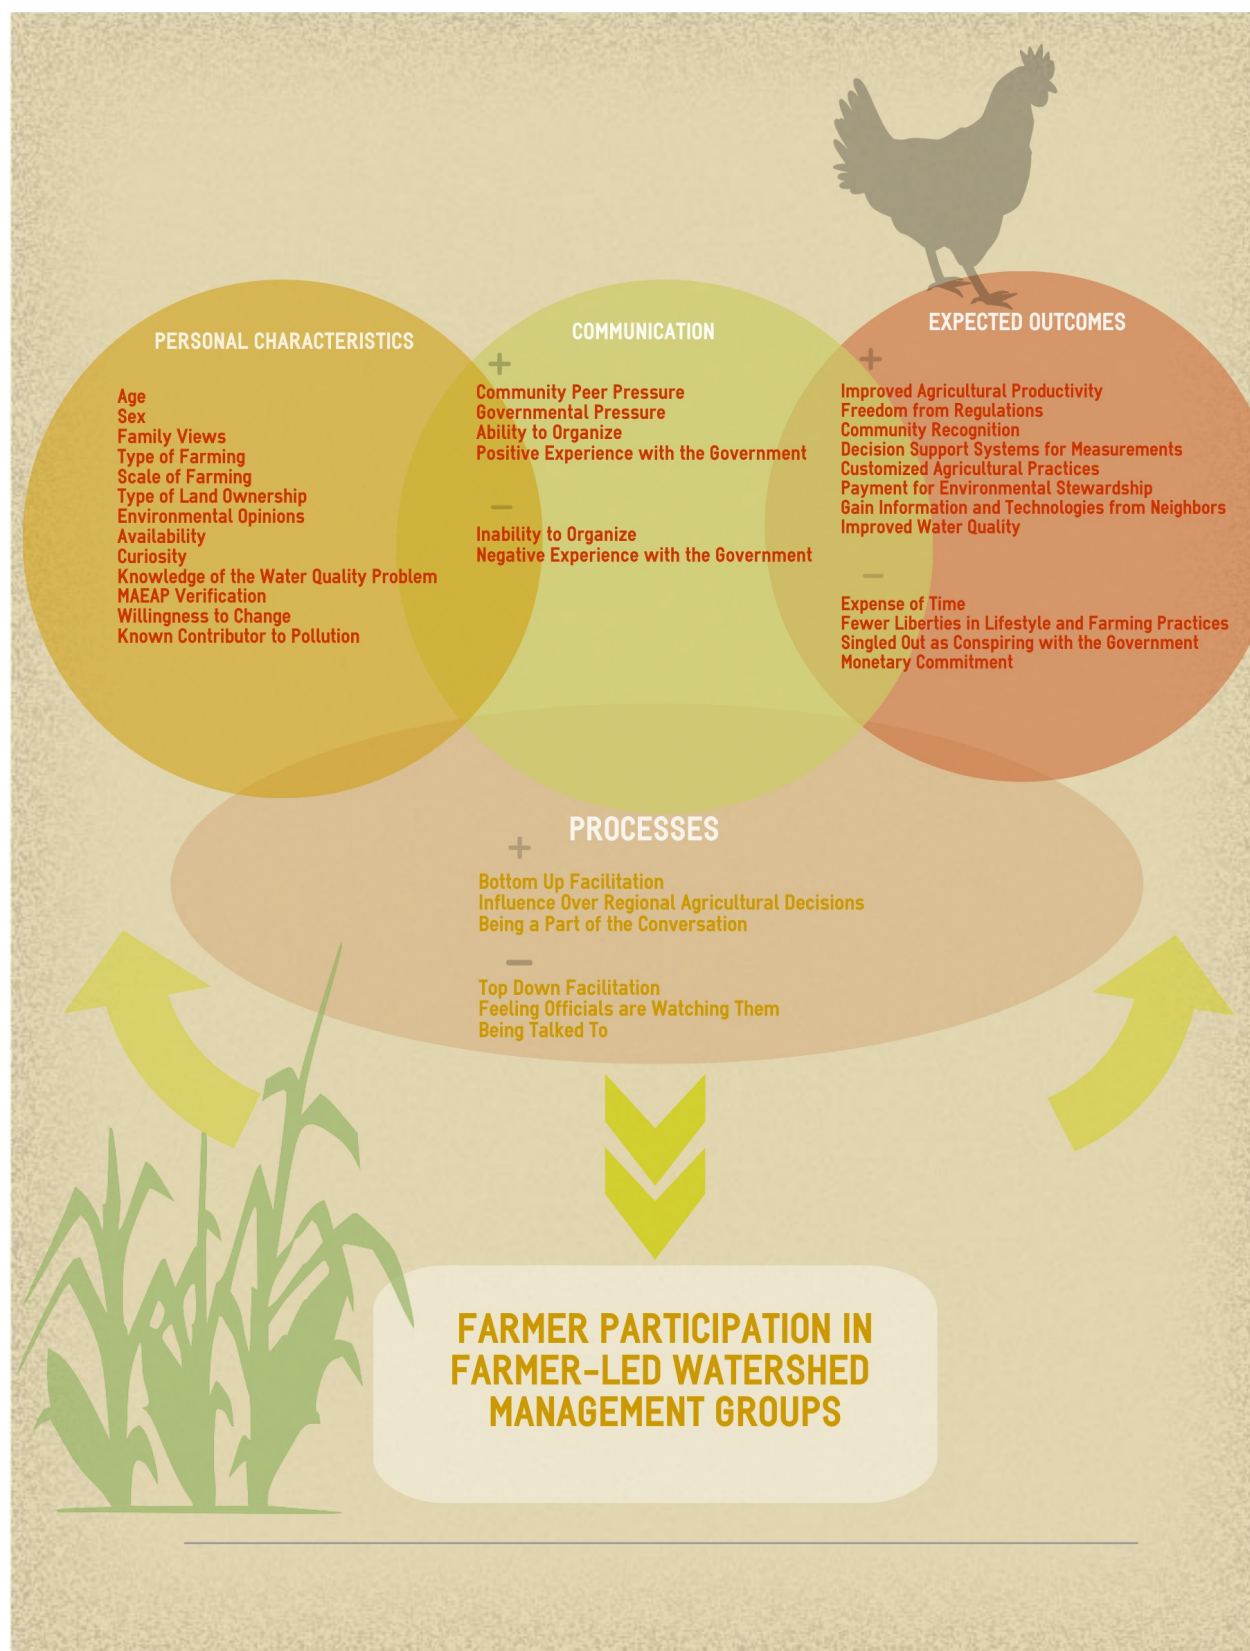 PERSONAL CHARACTERISTICS
Age
Sex
Family Views
Type of Farming
Scale of Farming
Type of Land Ownership
Environmental Opinions
Availability
Curiosity
Knowledge of the Water Quality Problem
MAEAP Verification
Willingness to Change
Known Contributor to Pollution
COMMUNICATION
+
Community Peer Pressure
Governmental Pressure
Ability to Organize
Positive Experience with the Government
−
Inability to Organize
Negative Experience with the Government
EXPECTED OUTCOMES
+
Improved Agricultural Productivity
Freedom from Regulations
Community Recognition
Decision Support Systems for Measurements
Customized Agricultural Practices
Payment for Environmental Stewardship
Gain Information and Technologies from Neighbors
Improved Water Quality
−
Expense of Time
Fewer Liberties in Lifestyle and Farming Practices
Singled Out as Conspiring with the Government
Monetary Commitment
PROCESSES
+
Bottom Up Facilitation
Influence Over Regional Agricultural Decisions
Being a Part of the Conversation
−
Top Down Facilitation
Feeling Officials are Watching Them
Being Talked To
FARMER PARTICIPATION IN
FARMER-LED WATERSHED
MANAGEMENT GROUPS